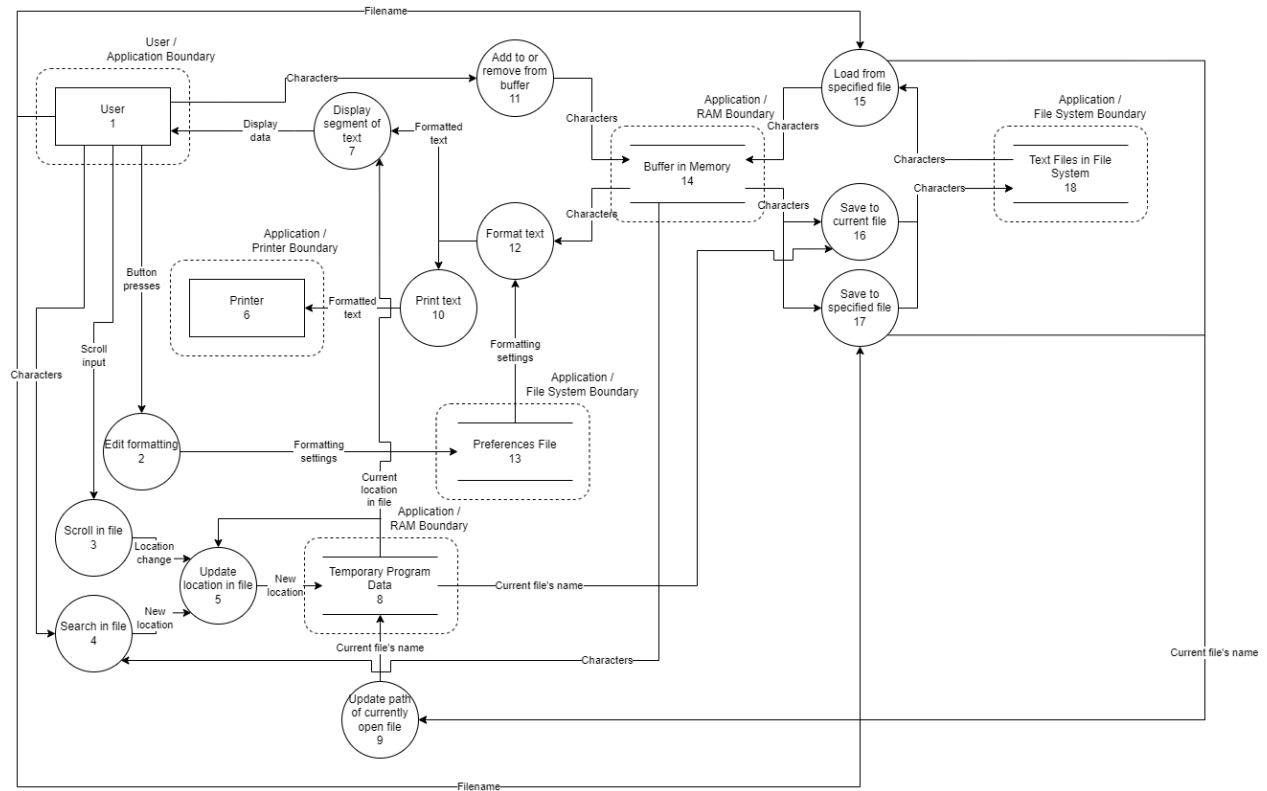 Filename
User /
Application Boundary
User
1
Characters
Add to or
remove from
buffer
11
Load from
specified file
15
Display
segment of
text
7
Display
data
Formatted
text
Characters
Application /
RAM Boundary
Characters
Buffer in Memory
14
Application /
File System Boundary
Characters
Text Files in File
System
18
Characters
Characters
Characters
Save to
current file
16
Format text
12
Application /
Printer Boundary
Button
presses
Printer
6
Formatted
text
Print text
10
Save to
specified file
17
Scroll
input
Characters
Formatting
settings
Application /
File System Boundary
Edit formatting
2
Formatting
settings
Preferences File
13
Current
location
in file
Application /
RAM Boundary
Scroll in file
3
Location
change
Update
location in file
5
New
location
Temporary Program
Data
8
Current file's name
Search in file
4
New
location
Current file's name
Characters
Current file's name
Update path
of currently
open file
9
Filename